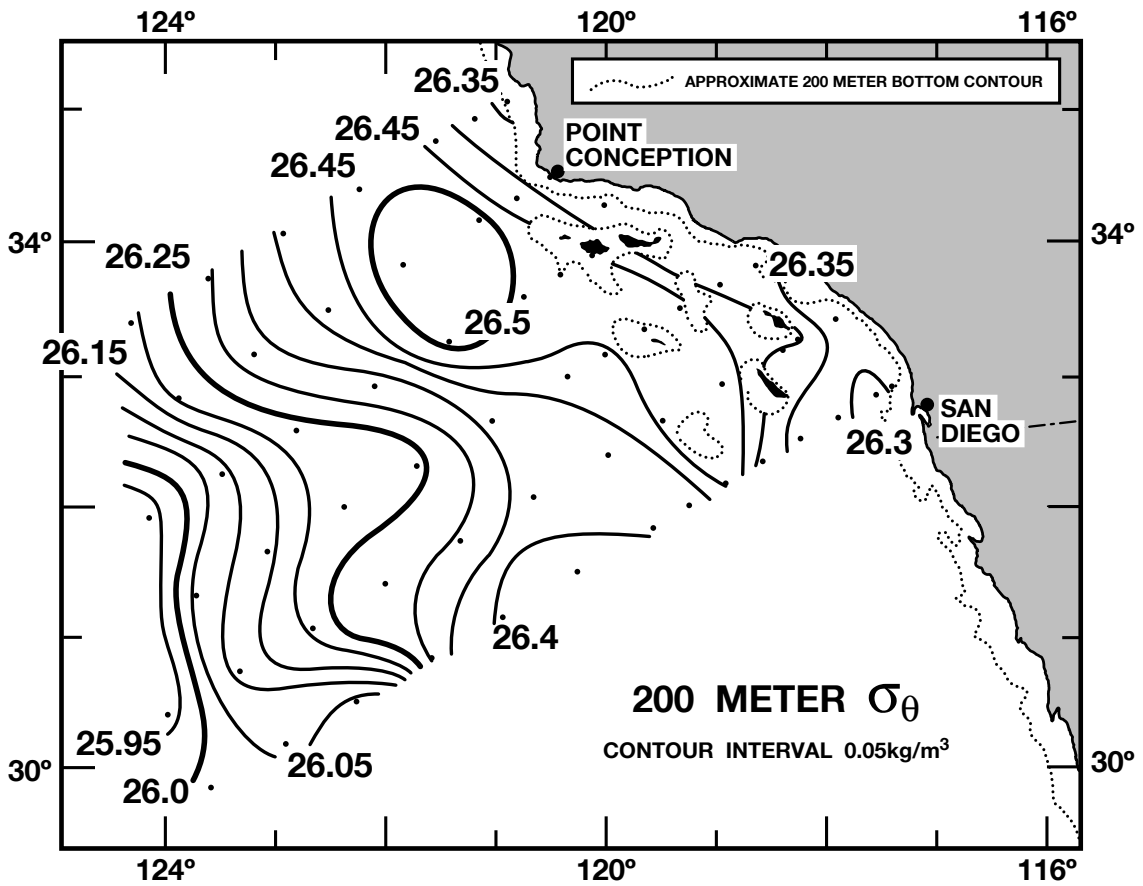 124º 120º 116º
26.35
APPROXIMATE 200 METER BOTTOM CONTOUR
26.45
POINT
CONCEPTION
26.45
34º 34º
26.25
26.35
26.5
26.15
SAN
DIEGO
26.3
26.4
200 METER σθ
CONTOUR INTERVAL 0.05kg/m³
25.95
26.05
30º 30º
26.0
124º 120º 116º